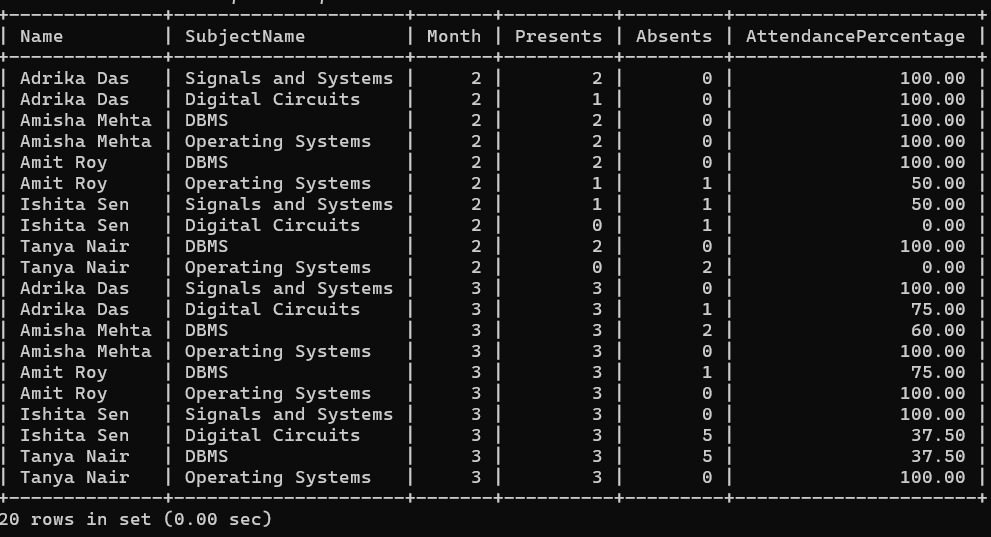 +--------------+---------------------+-------+----------+---------+----------------------+
| Name         | SubjectName         | Month | Presents | Absents | AttendancePercentage |
+--------------+---------------------+-------+----------+---------+----------------------+
| Adrika Das   | Signals and Systems |     2 |        2 |       0 |               100.00 |
| Adrika Das   | Digital Circuits    |     2 |        1 |       0 |               100.00 |
| Amisha Mehta | DBMS                |     2 |        2 |       0 |               100.00 |
| Amisha Mehta | Operating Systems   |     2 |        2 |       0 |               100.00 |
| Amit Roy     | DBMS                |     2 |        2 |       0 |               100.00 |
| Amit Roy     | Operating Systems   |     2 |        1 |       1 |                50.00 |
| Ishita Sen   | Signals and Systems |     2 |        1 |       1 |                50.00 |
| Ishita Sen   | Digital Circuits    |     2 |        0 |       1 |                 0.00 |
| Tanya Nair   | DBMS                |     2 |        2 |       0 |               100.00 |
| Tanya Nair   | Operating Systems   |     2 |        0 |       2 |                 0.00 |
| Adrika Das   | Signals and Systems |     3 |        3 |       0 |               100.00 |
| Adrika Das   | Digital Circuits    |     3 |        3 |       1 |                75.00 |
| Amisha Mehta | DBMS                |     3 |        3 |       2 |                60.00 |
| Amisha Mehta | Operating Systems   |     3 |        3 |       0 |               100.00 |
| Amit Roy     | DBMS                |     3 |        3 |       1 |                75.00 |
| Amit Roy     | Operating Systems   |     3 |        3 |       0 |               100.00 |
| Ishita Sen   | Signals and Systems |     3 |        3 |       0 |               100.00 |
| Ishita Sen   | Digital Circuits    |     3 |        3 |       5 |                37.50 |
| Tanya Nair   | DBMS                |     3 |        3 |       5 |                37.50 |
| Tanya Nair   | Operating Systems   |     3 |        3 |       0 |               100.00 |
+--------------+---------------------+-------+----------+---------+----------------------+
20 rows in set (0.00 sec)